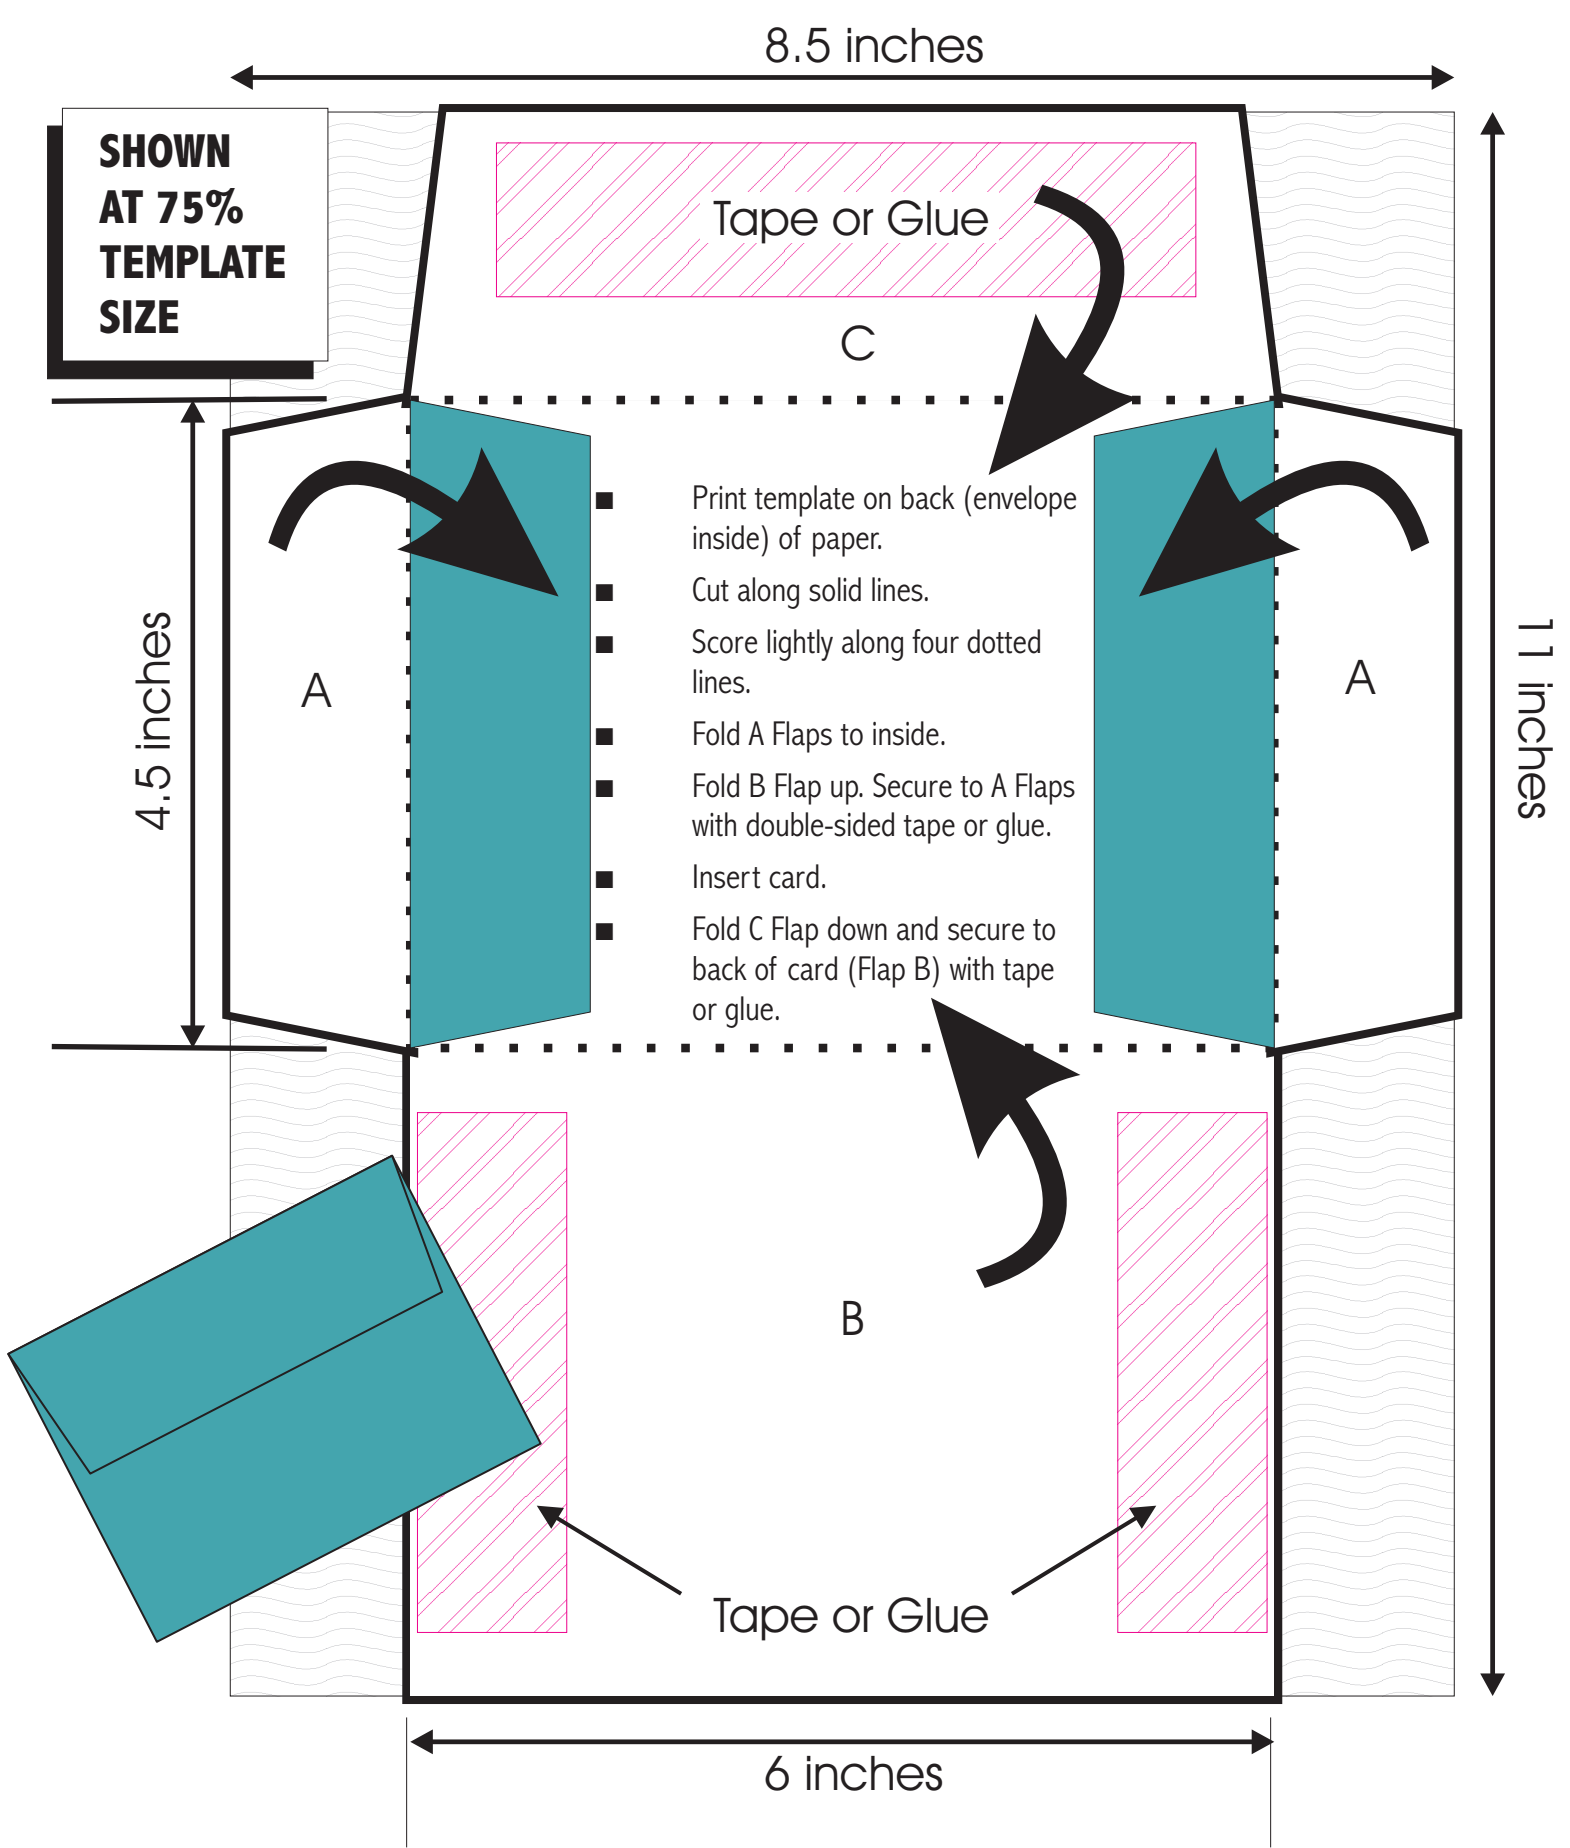 8.5 inches
SHOWN
AT 75%
TEMPLATE
SIZE
Tape or Glue
C
■ Print template on back (envelope
inside) of paper.
■ Cut along solid lines.
■ Score lightly along four dotted
lines.
■ Fold A Flaps to inside.
■ Fold B Flap up. Secure to A Flaps
with double-sided tape or glue.
■ Insert card.
■ Fold C Flap down and secure to
back of card (Flap B) with tape
or glue.
A
A
4.5 inches
11 inches
B
Tape or Glue
6 inches